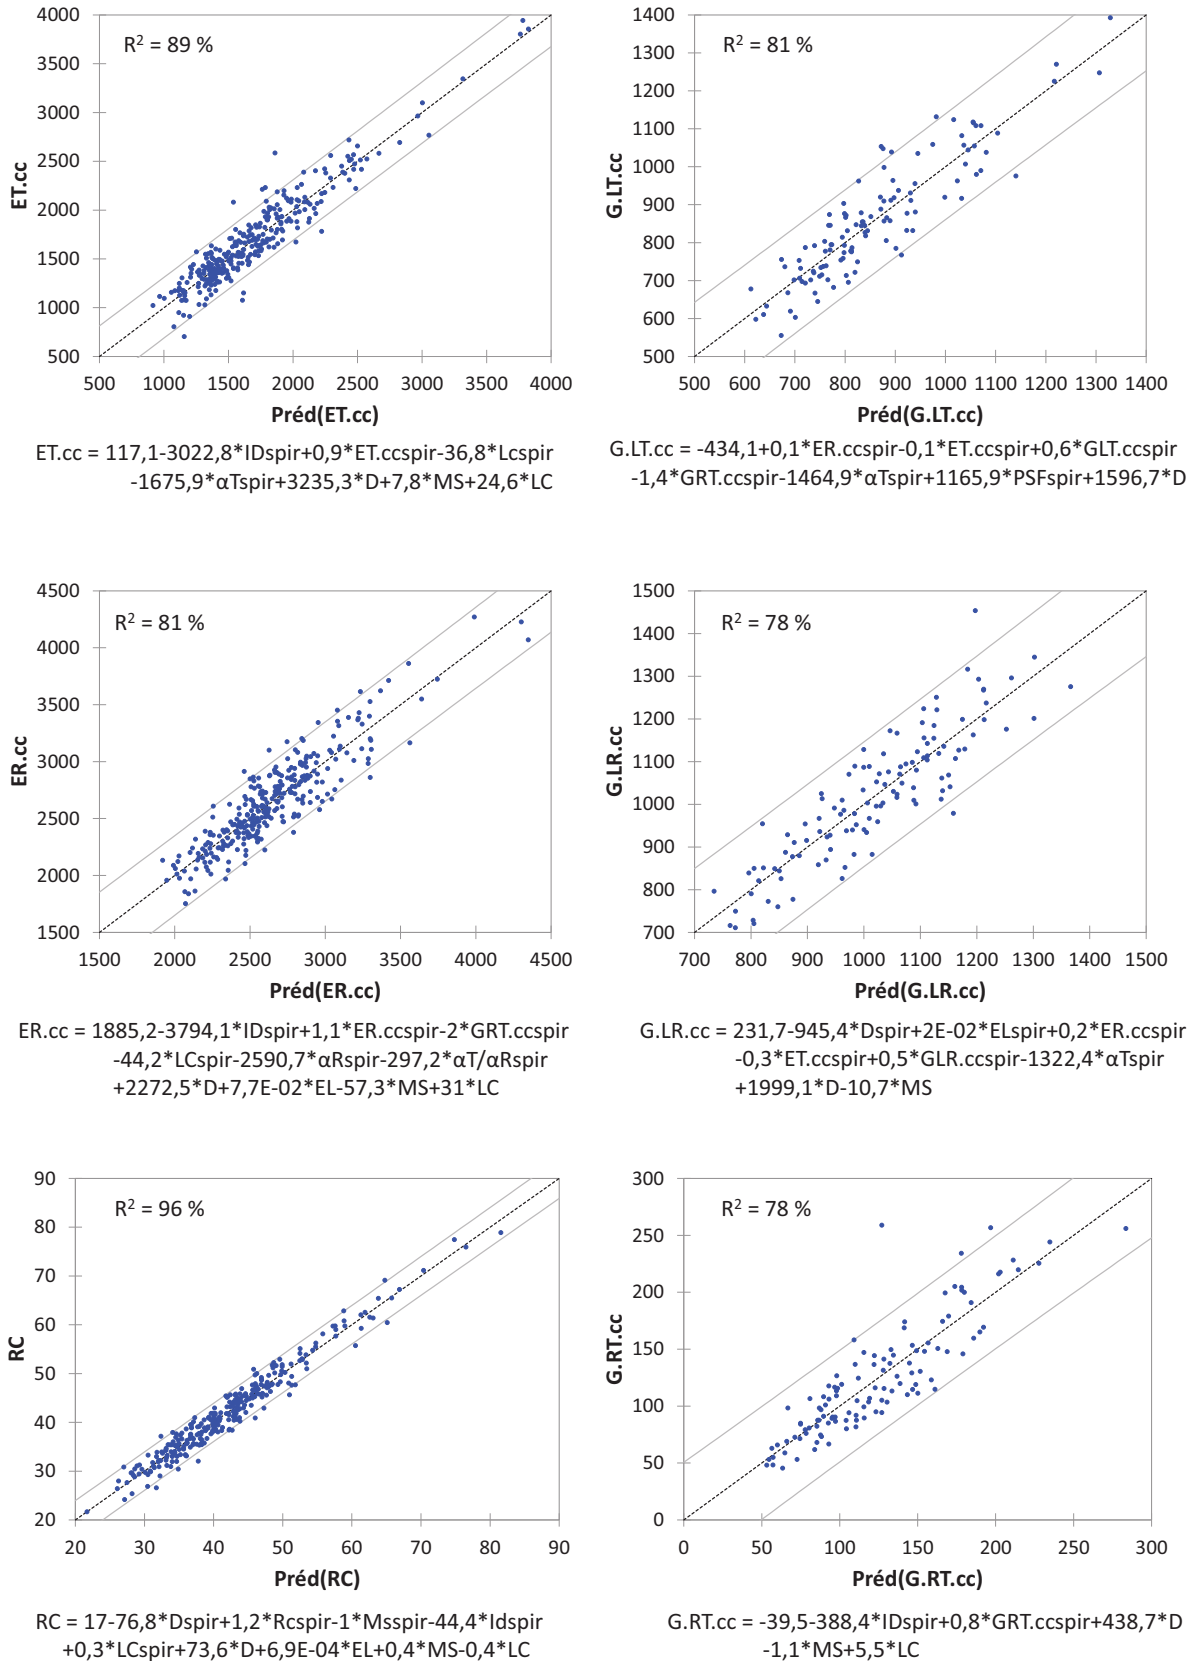 R² = 89 %
ET.cc
4000
3500
3000
2500
2000
1500
1000
500
500 1000 1500 2000 2500 3000 3500 4000
Préd(ET.cc)
ET.cc = 117,1-3022,8*IDspir+0,9*ET.ccspir-36,8*Lcspir
-1675,9*αTspir+3235,3*D+7,8*MS+24,6*LC
R² = 81 %
G.LT.cc
1400
1300
1200
1100
1000
900
800
700
600
500
500 600 700 800 900 1000 1100 1200 1300 1400
Préd(G.LT.cc)
G.LT.cc = -434,1+0,1*ER.ccspir-0,1*ET.ccspir+0,6*GLT.ccspir
-1,4*GRT.ccspir-1464,9*αTspir+1165,9*PSFspir+1596,7*D
R² = 81 %
ER.cc
4500
4000
3500
3000
2500
2000
1500
1500 2000 2500 3000 3500 4000 4500
Préd(ER.cc)
ER.cc = 1885,2-3794,1*IDspir+1,1*ER.ccspir-2*GRT.ccspir
-44,2*LCspir-2590,7*αRspir-297,2*αT/αRspir
+2272,5*D+7,7E-02*EL-57,3*MS+31*LC
R² = 78 %
G.LR.cc
1500
1400
1300
1200
1100
1000
900
800
700
700 800 900 1000 1100 1200 1300 1400 1500
Préd(G.LR.cc)
G.LR.cc = 231,7-945,4*Dspir+2E-02*ELspir+0,2*ER.ccspir
-0,3*ET.ccspir+0,5*GLR.ccspir-1322,4*αTspir
+1999,1*D-10,7*MS
R² = 96 %
RC
90
80
70
60
50
40
30
20
20 30 40 50 60 70 80 90
Préd(RC)
RC = 17-76,8*Dspir+1,2*Rcspir-1*Msspir-44,4*Idspir
+0,3*LCspir+73,6*D+6,9E-04*EL+0,4*MS-0,4*LC
R² = 78 %
G.RT.cc
300
250
200
150
100
50
0
0 50 100 150 200 250 300
Préd(G.RT.cc)
G.RT.cc = -39,5-388,4*IDspir+0,8*GRT.ccspir+438,7*D
-1,1*MS+5,5*LC